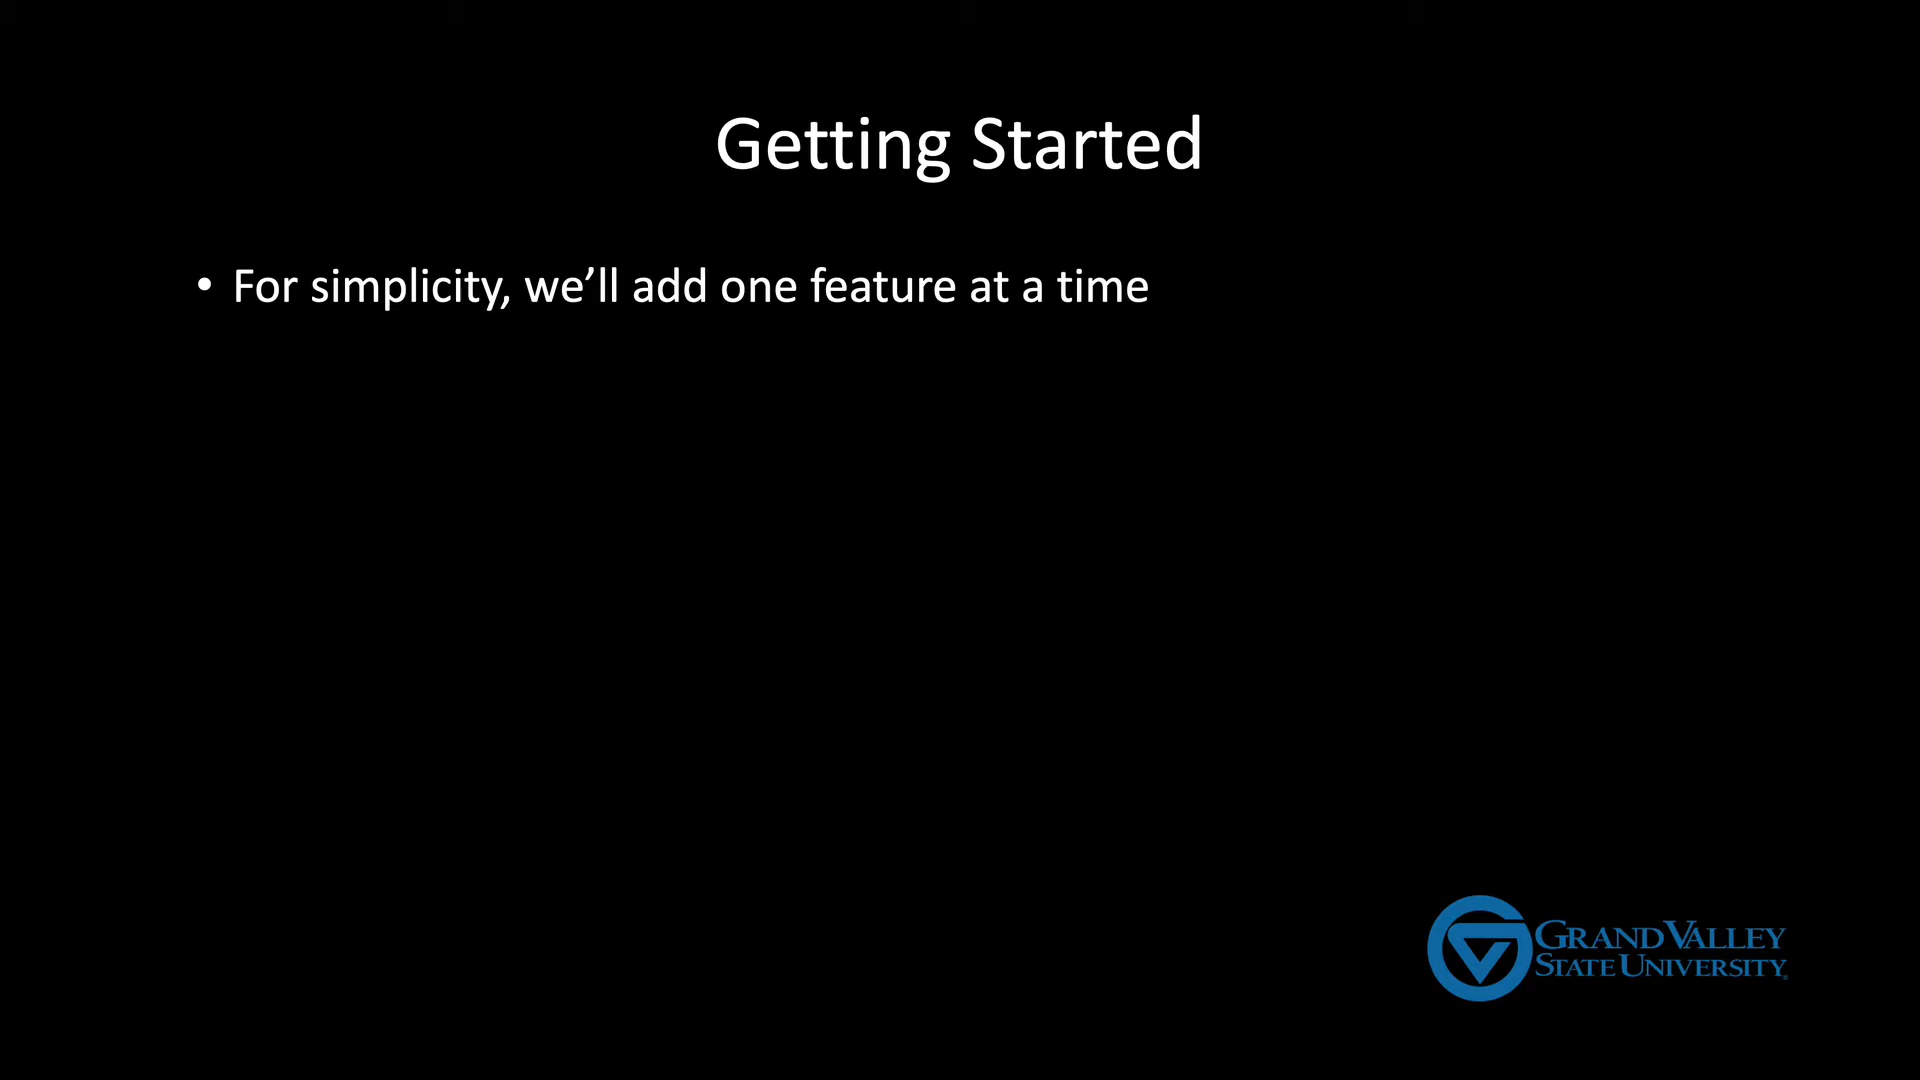 Getting Started
• For simplicity, we’ll add one feature at a time
GRAND VALLEY
STATE UNIVERSITY